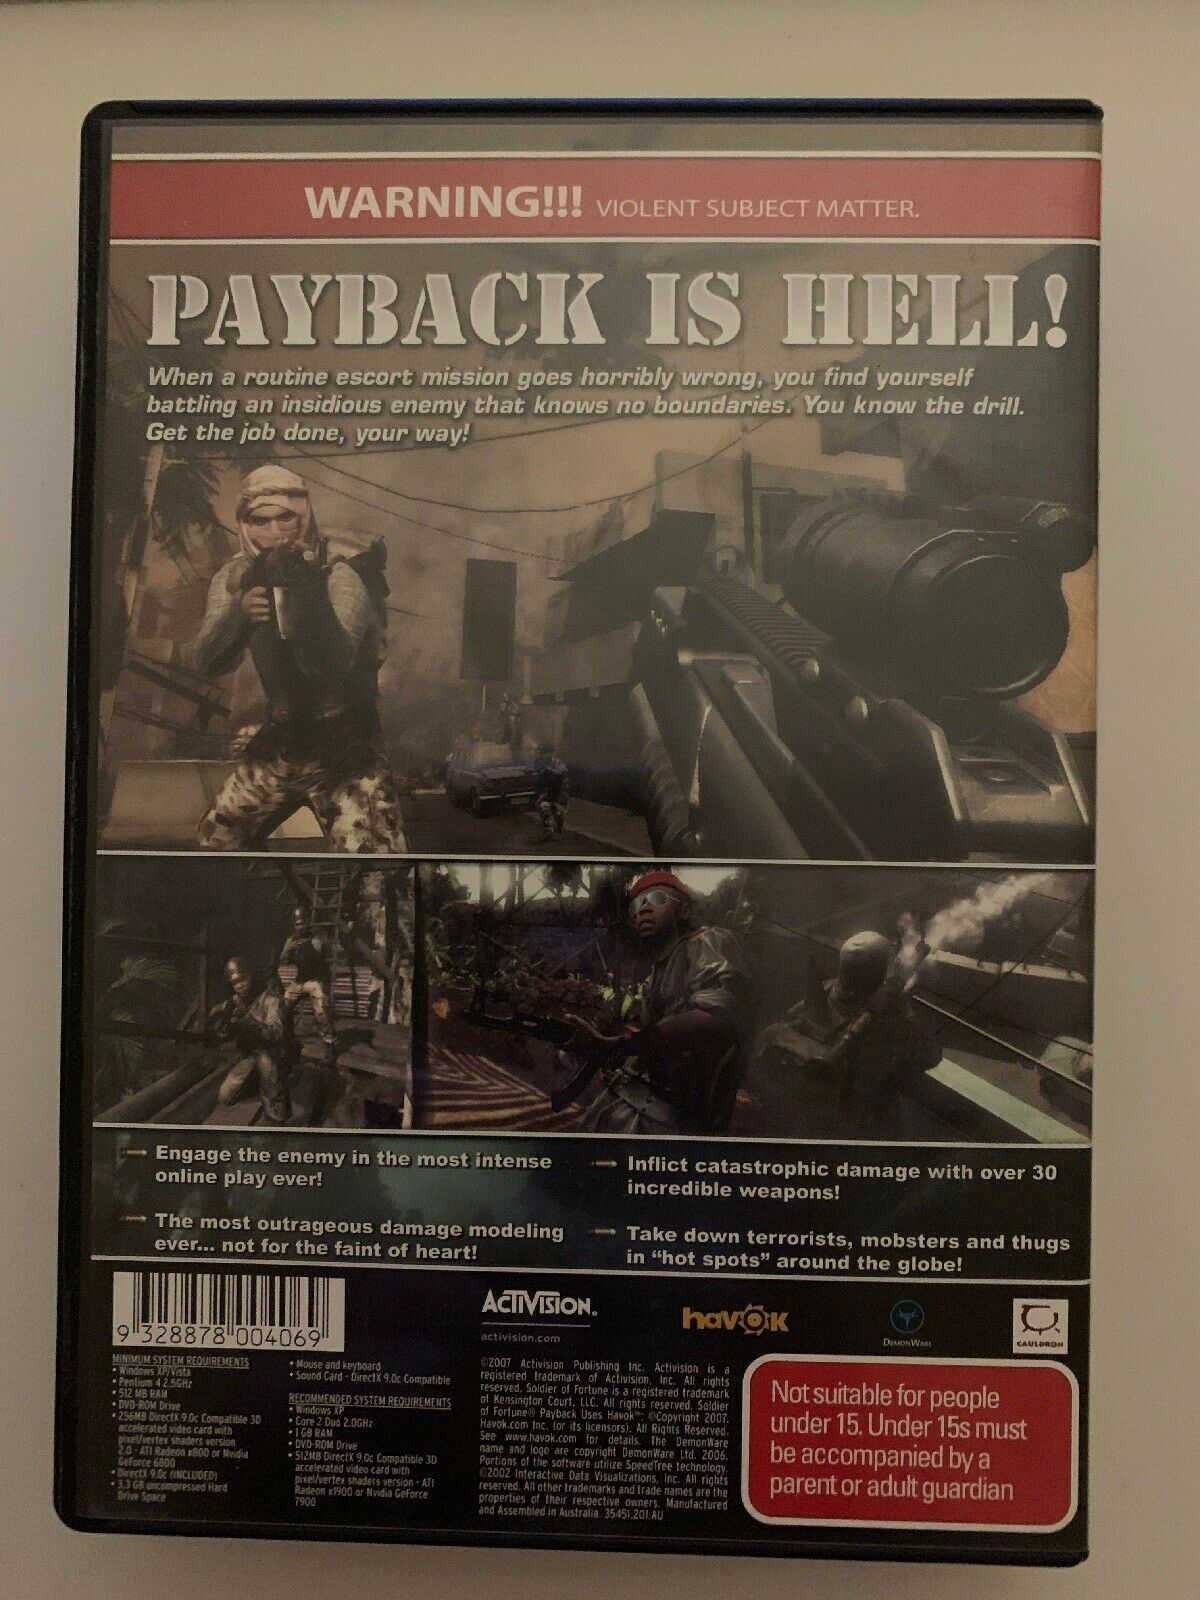 WARNING!!! VIOLENT SUBJECT MATTER.
PAYBACK IS HELL!
When a routine escort mission goes horribly wrong, you find yourself
battling an insidious enemy that knows no boundaries. You know the drill.
Get the job done, your way!
Engage the enemy in the most intense
online play ever!
The most outrageous damage modeling
ever... not for the faint of heart!
Inflict catastrophic damage with over 30
incredible weapons!
Take down terrorists, mobsters and thugs
in “hot spots” around the globe!
9 328878 004069
MINIMUM SYSTEM REQUIREMENTS
• Windows XP/Vista
• Pentium 4 2.5GHz
• 512 MB RAM
• DVD-ROM Drive
• 256MB DirectX 9.0c Compatible 3D
accelerated video card with
pixel/vertex shaders version
2.0 - ATI Radeon x800 or Nvidia
GeForce 6800
• DirectX 9.0c (INCLUDED)
• 3.3 GB uncompressed Hard
Drive Space
• Mouse and keyboard
• Sound Card - DirectX 9.0c Compatible
RECOMMENDED SYSTEM REQUIREMENTS
• Windows XP
• Core 2 Duo 2.0GHz
• 1 GB RAM
• DVD-ROM Drive
• 512MB DirectX 9.0c Compatible 3D
accelerated video card with
pixel/vertex shaders version - ATI
Radeon x1900 or Nvidia GeForce
7900
ACTIVISION.
activision.com
havok
DEMONWARE
CAULDRON
©2007 Activision Publishing Inc. Activision is a
registered trademark of Activision, Inc. All rights
reserved. Soldier of Fortune is a registered trademark
of Kensington Court, LLC. All rights reserved. Soldier
of Fortune® Payback Uses Havok™: ©Copyright 2007.
Havok.com Inc. (or its licensors). All Rights Reserved.
See www.havok.com for details. The DemonWare
name and logo are copyright DemonWare Ltd. 2006.
Portions of the software utilize SpeedTree technology.
©2002 Interactive Data Visualizations, Inc. All rights
reserved. All other trademarks and trade names are the
properties of their respective owners. Manufactured
and Assembled in Australia. 35451.201.AU
Not suitable for people
under 15. Under 15s must
be accompanied by a
parent or adult guardian